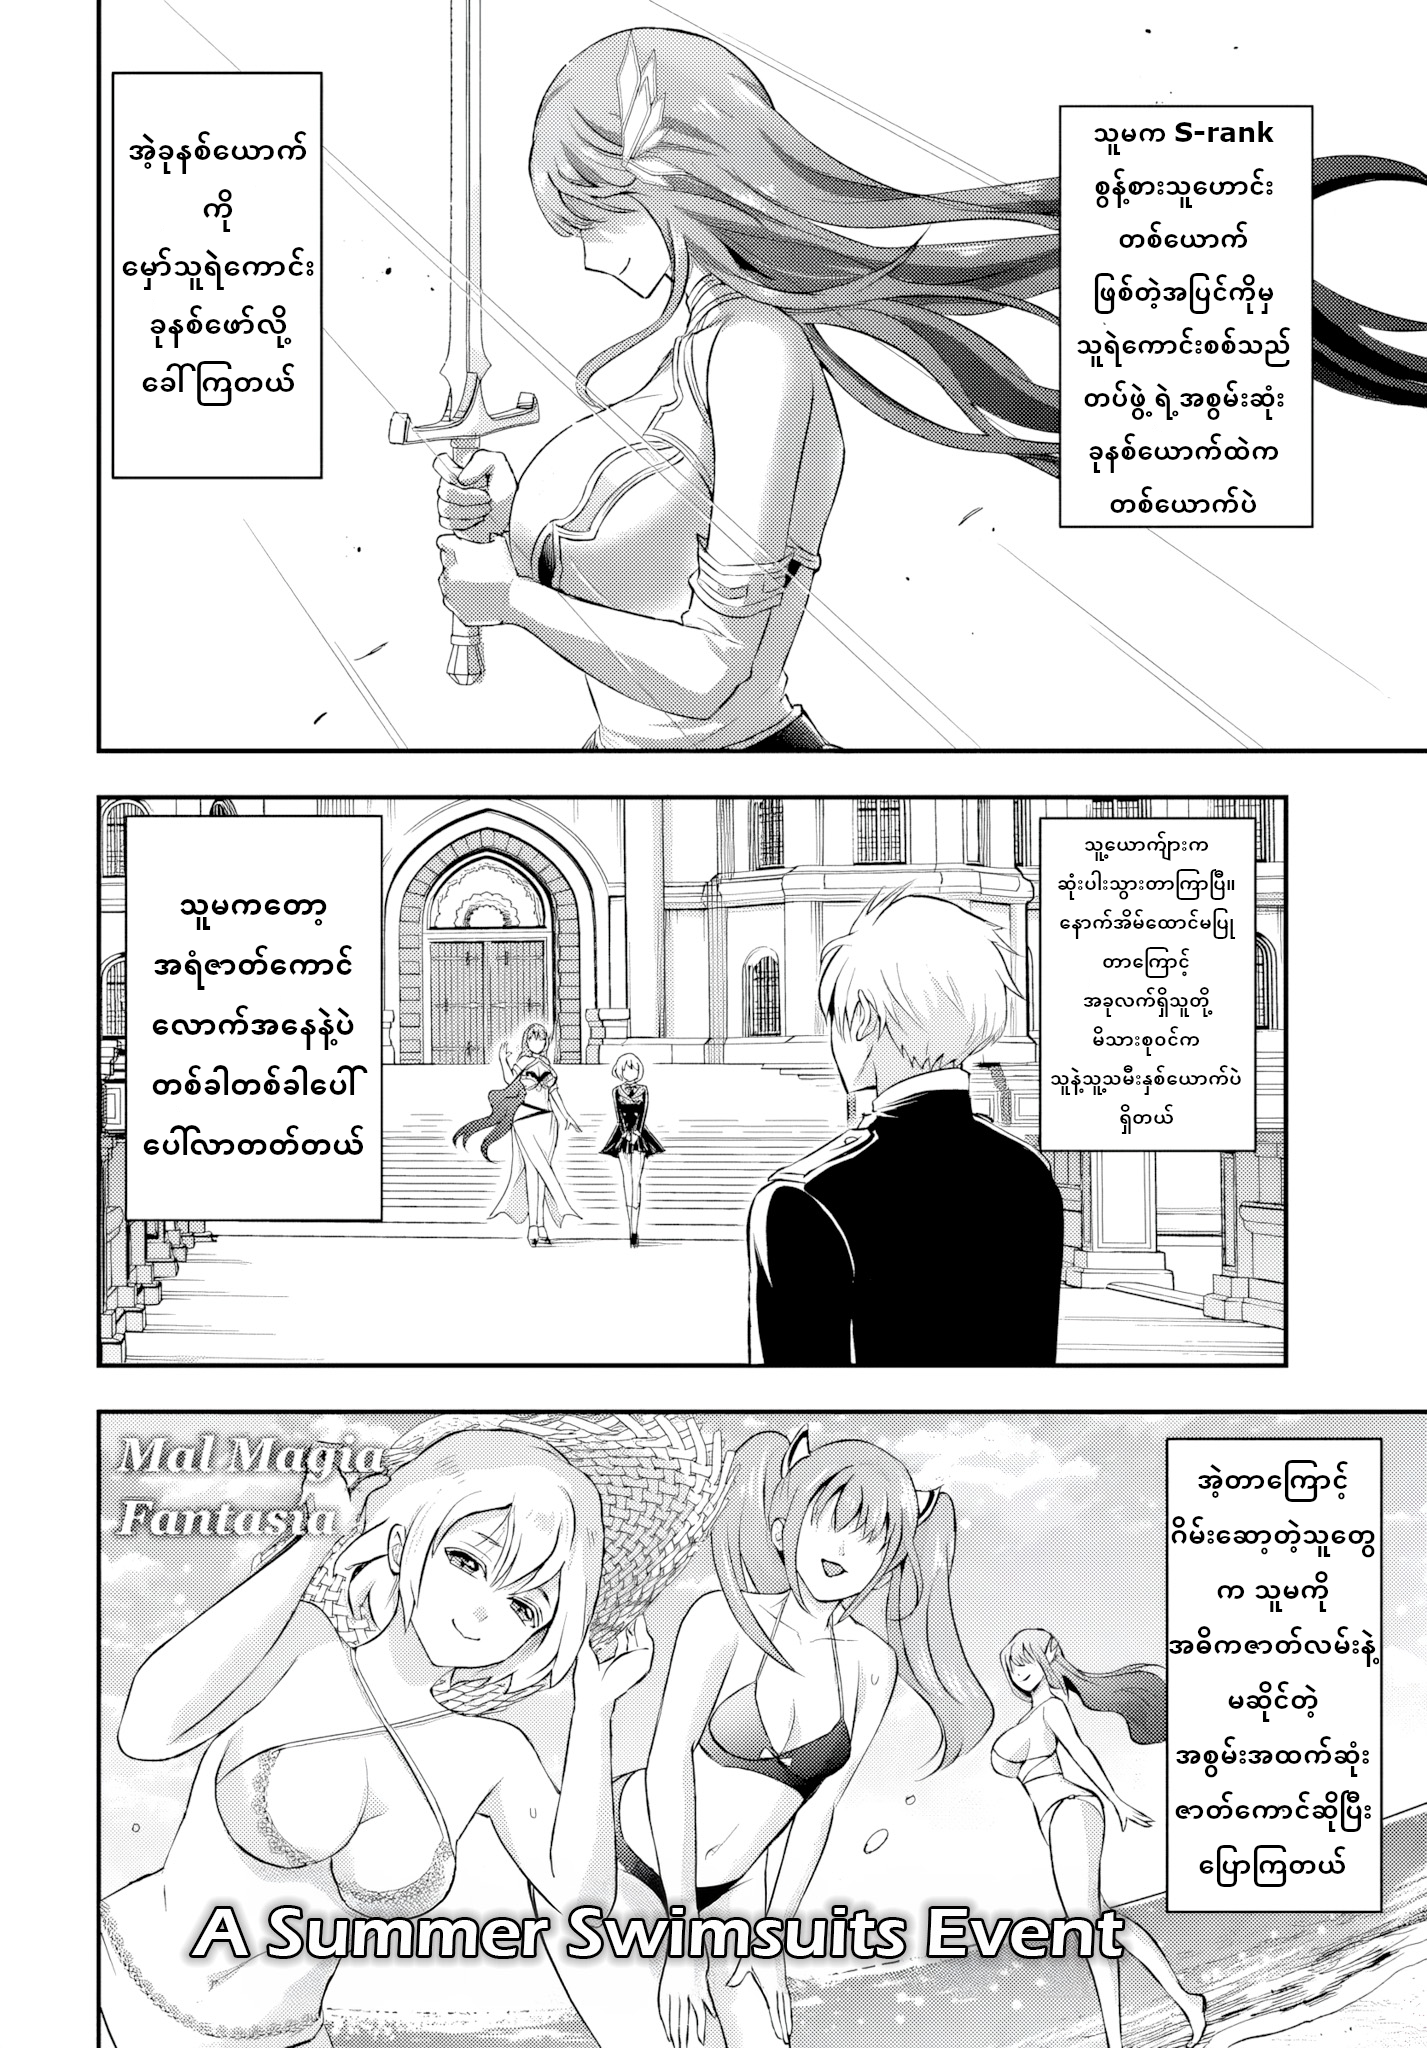 သူမက S-rank
စွန့်စားသူဟောင်း
တစ်ယောက်
ဖြစ်တဲ့အပြင်ကိုမှ
သူရဲကောင်းစစ်သည်
တပ်ဖွဲ့ရဲ့အစွမ်းဆုံး
ခုနစ်ယောက်ထဲက
တစ်ယောက်ပဲ
အဲ့ခုနစ်ယောက်
ကို
မှော်သူရဲကောင်း
ခုနစ်ဖော်လို့
ခေါ်ကြတယ်
သူ့ယောက်ျားက
ဆုံးပါးသွားတာကြာပြီ။
နောက်အိမ်ထောင်မပြု
တာကြောင့်
အခုလက်ရှိသူတို့
မိသားစုဝင်က
သူနဲ့သူ့သမီးနှစ်ယောက်ပဲ
ရှိတယ်
သူမကတော့
အရံဇာတ်ကောင်
လောက်အနေနဲ့ပဲ
တစ်ခါတစ်ခါပေါ်
ပေါ်လာတတ်တယ်
အဲ့တာကြောင့်
ဂိမ်းဆော့တဲ့သူတွေ
က သူမကို
အဓိကဇာတ်လမ်းနဲ့
မဆိုင်တဲ့
အစွမ်းအထက်ဆုံး
ဇာတ်ကောင်ဆိုပြီး
ပြောကြတယ်
Mal Magia
Fantasia
A Summer Swimsuits Event